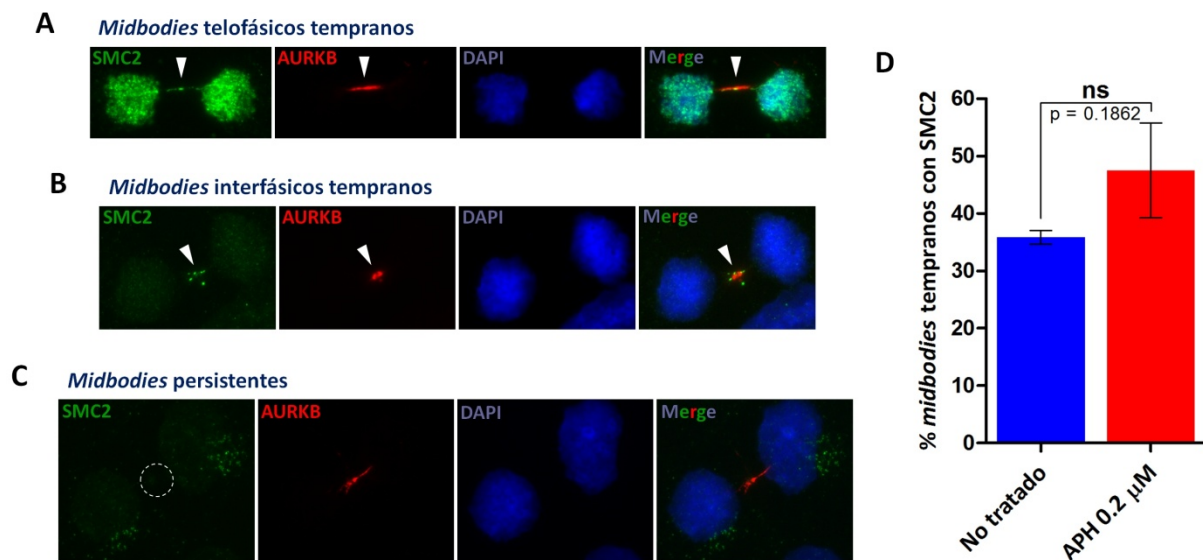 A
Midbodies telofásicos tempranos
SMC2
AURKB
DAPI
Merge
B
Midbodies interfásicos tempranos
SMC2
AURKB
DAPI
Merge
C
Midbodies persistentes
SMC2
AURKB
DAPI
Merge
D
ns
p = 0.1862
% midbodies tempranos con SMC2
60
50
40
30
20
10
0
No tratado
APH 0.2 μM